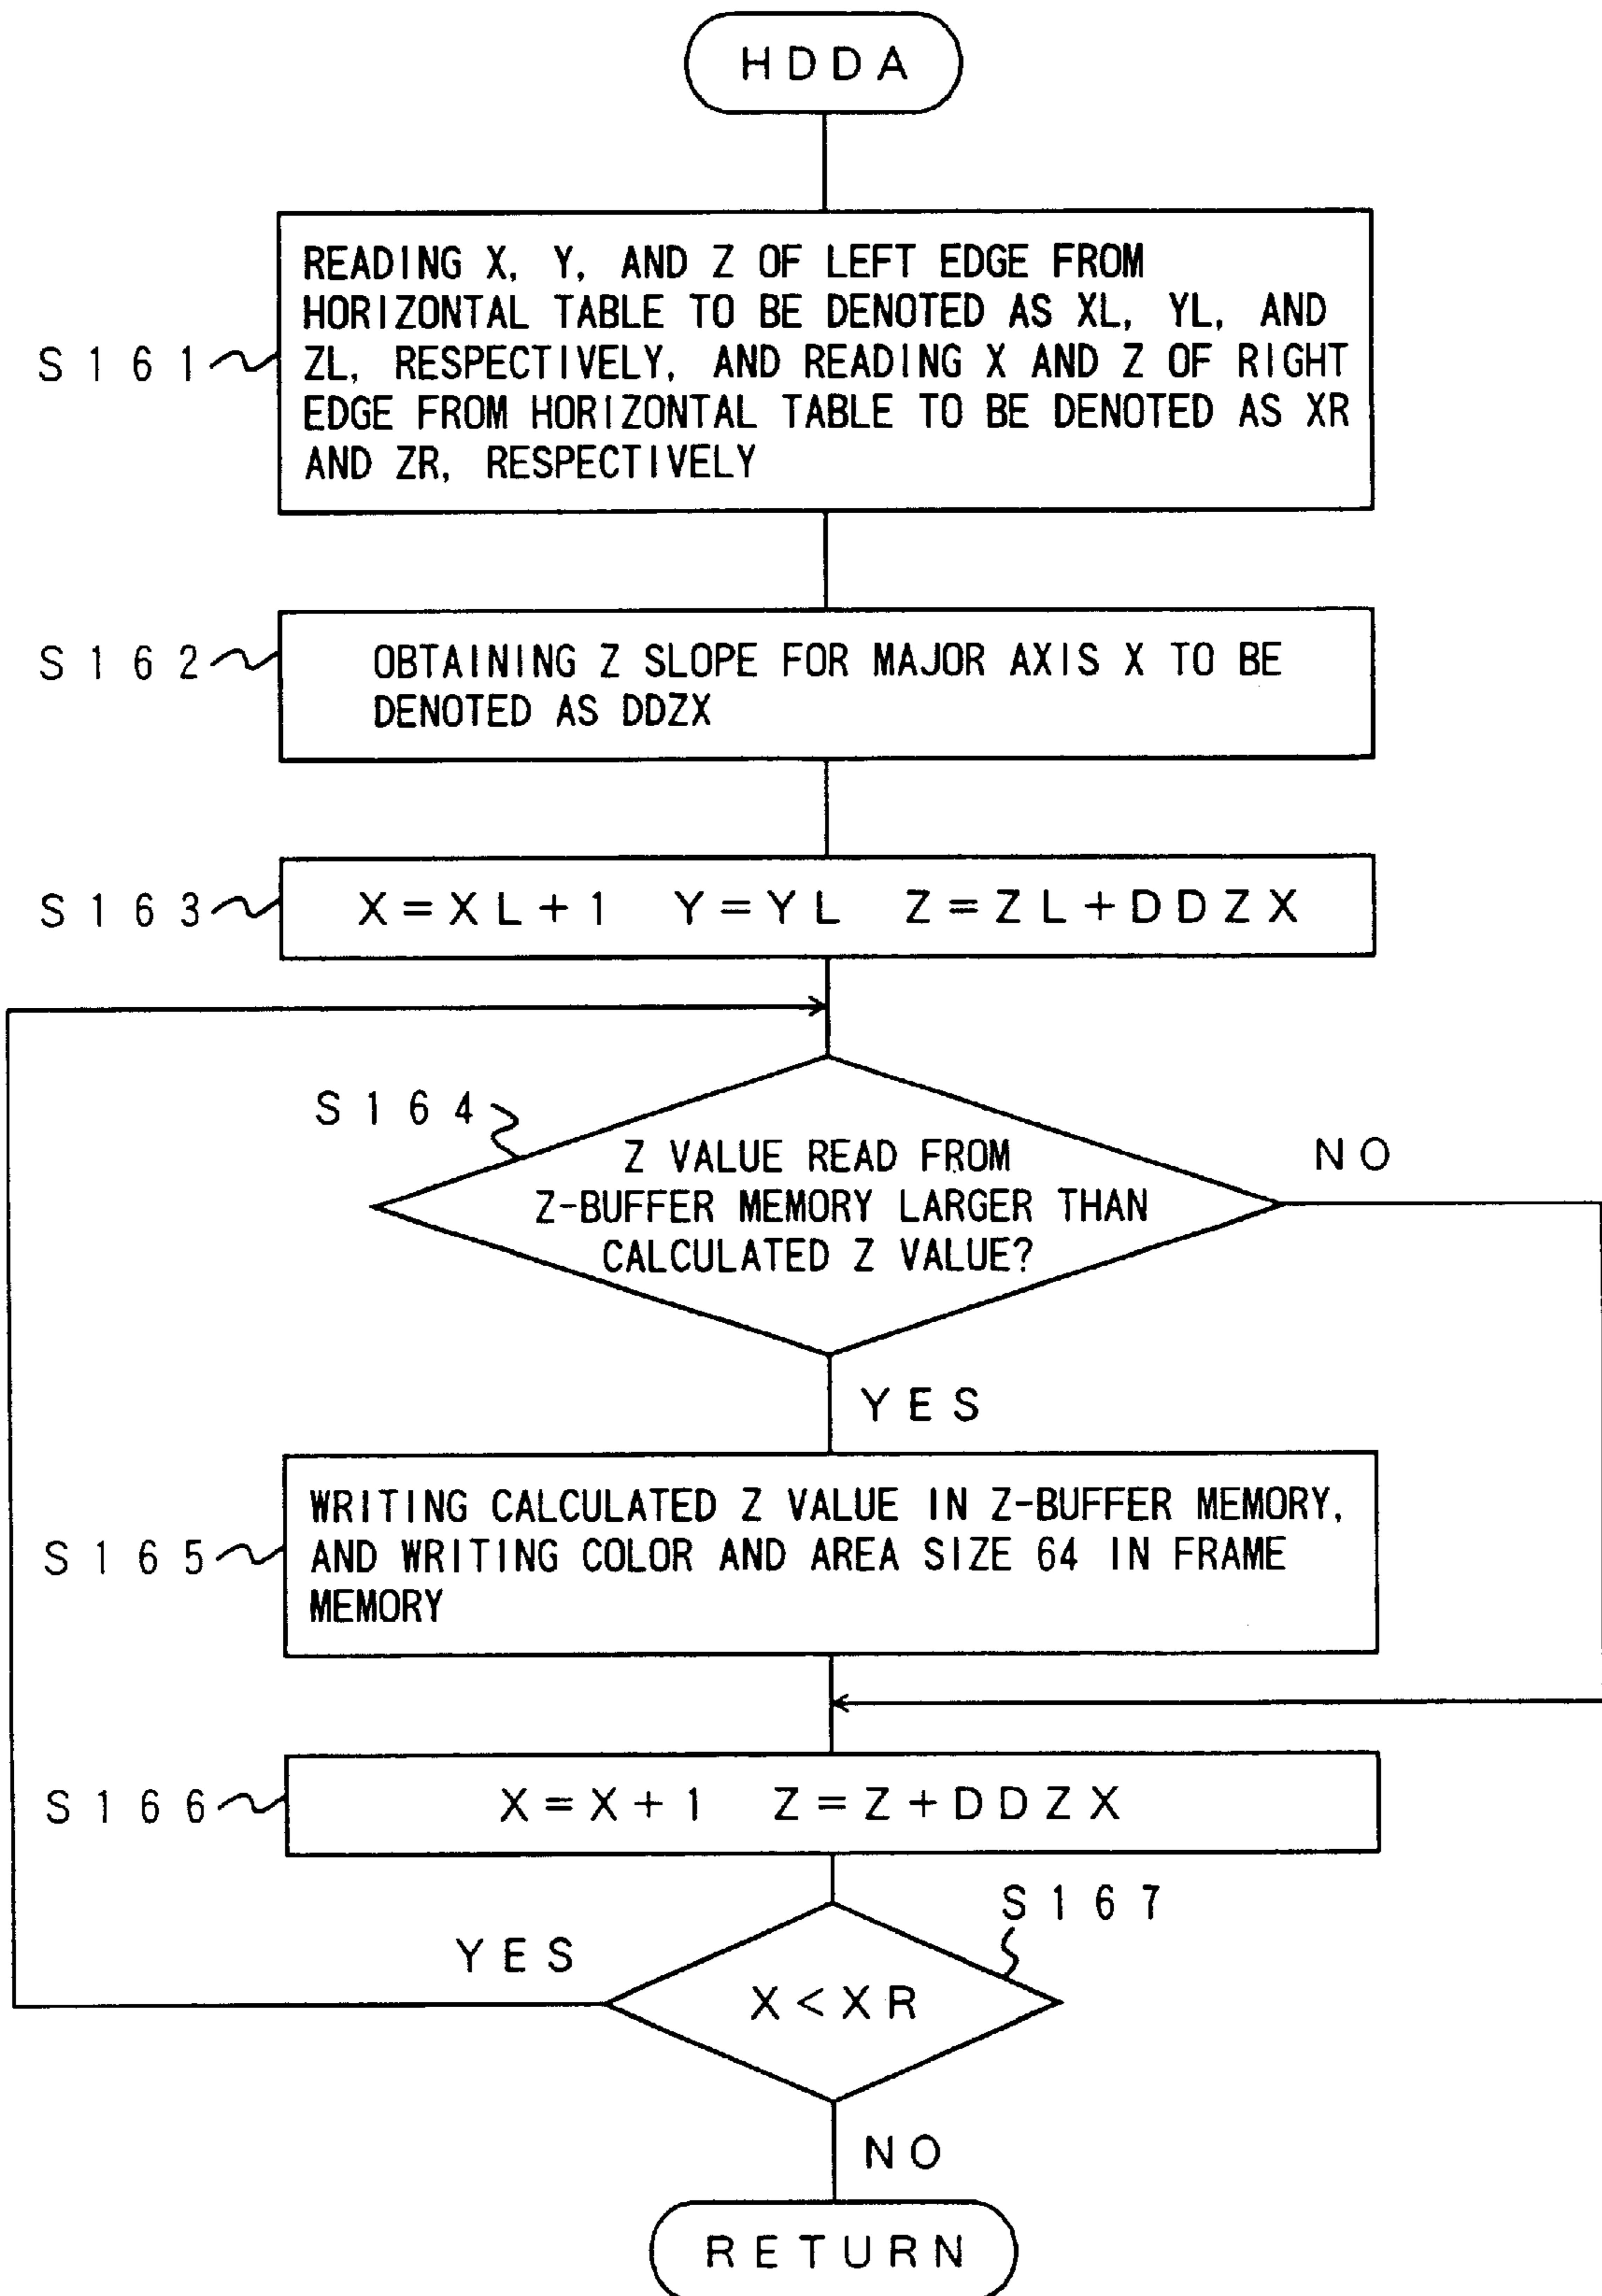 HDDA
READING X, Y, AND Z OF LEFT EDGE FROM
HORIZONTAL TABLE TO BE DENOTED AS XL, YL, AND
S161 ZL, RESPECTIVELY, AND READING X AND Z OF RIGHT
EDGE FROM HORIZONTAL TABLE TO BE DENOTED AS XR
AND ZR, RESPECTIVELY
S162 OBTAINING Z SLOPE FOR MAJOR AXIS X TO BE
DENOTED AS DDZX
S163 X=XL+1 Y=YL Z=ZL+DDZX
S164
Z VALUE READ FROM NO
Z-BUFFER MEMORY LARGER THAN
CALCULATED Z VALUE?
YES
WRITING CALCULATED Z VALUE IN Z-BUFFER MEMORY,
S165 AND WRITING COLOR AND AREA SIZE 64 IN FRAME
MEMORY
S166 X=X+1 Z=Z+DDZX
S167
YES
X<XR
NO
RETURN